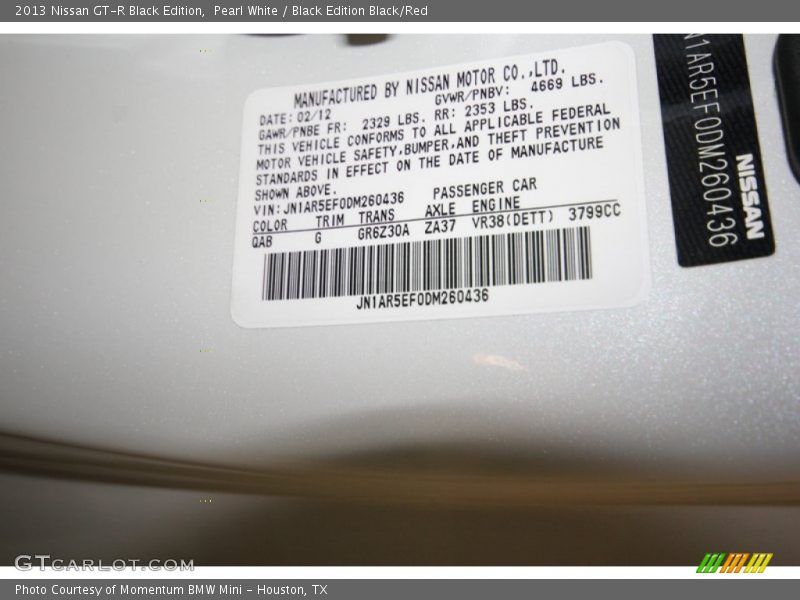 2013 Nissan GT-R Black Edition,  Pearl White / Black Edition Black/Red
MANUFACTURED BY NISSAN MOTOR CO.,LTD.
DATE: 02/12 GVWR/PNBV: 4669 LBS.
GAWR/PNBE FR: 2329 LBS. RR: 2353 LBS.
THIS VEHICLE CONFORMS TO ALL APPLICABLE FEDERAL
MOTOR VEHICLE SAFETY,BUMPER,AND THEFT PREVENTION
STANDARDS IN EFFECT ON THE DATE OF MANUFACTURE
SHOWN ABOVE.
VIN:JN1AR5EF0DM260436 PASSENGER CAR
COLOR TRIM TRANS AXLE ENGINE
QAB G GR6Z30A ZA37 VR38(DETT) 3799CC
JN1AR5EF0DM260436
N1AR5EF0DM260436
NISSAN
GTCARLOT.COM
Photo Courtesy of Momentum BMW Mini - Houston, TX